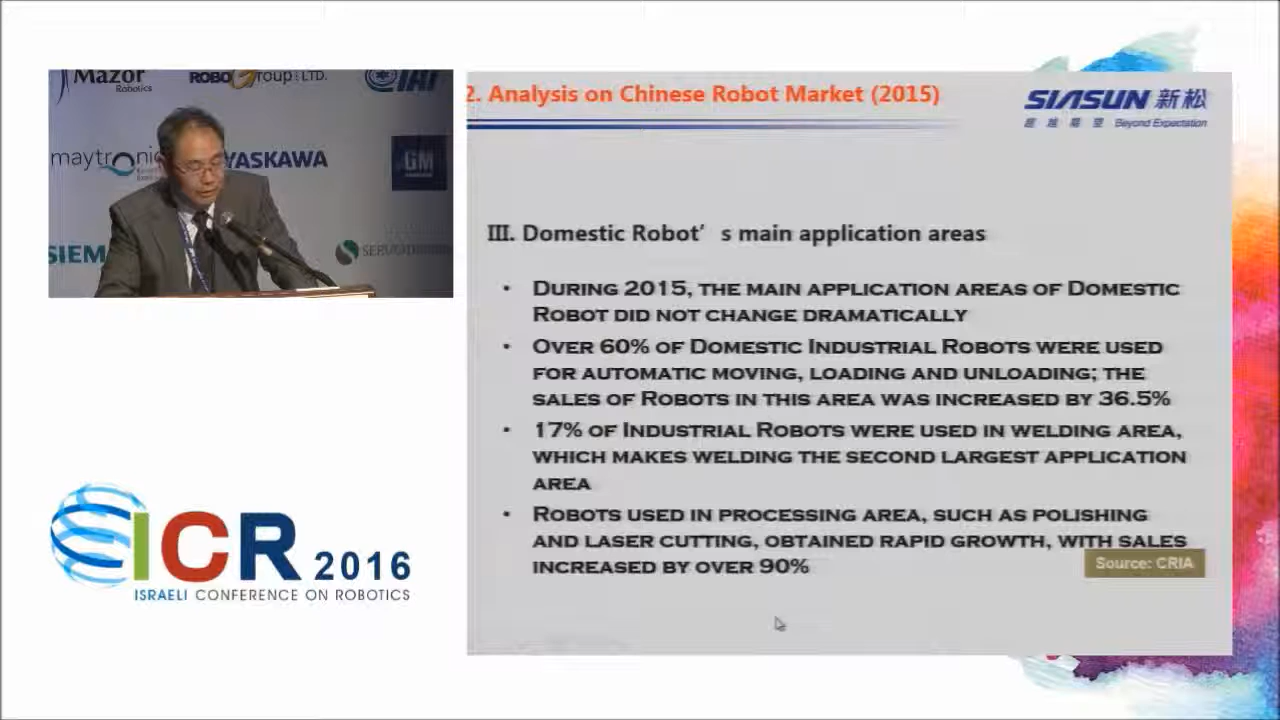 Mazor
Robotics
ROBOGroup LTD.
IAI
maytronic
YASKAWA
GM
SIEM
2. Analysis on Chinese Robot Market (2015)
SIASUN 新松
Beyond Expectation
III. Domestic Robot's main application areas
• DURING 2015, THE MAIN APPLICATION AREAS OF DOMESTIC
ROBOT DID NOT CHANGE DRAMATICALLY
• OVER 60% OF DOMESTIC INDUSTRIAL ROBOTS WERE USED
FOR AUTOMATIC MOVING, LOADING AND UNLOADING; THE
SALES OF ROBOTS IN THIS AREA WAS INCREASED BY 36.5%
• 17% OF INDUSTRIAL ROBOTS WERE USED IN WELDING AREA,
WHICH MAKES WELDING THE SECOND LARGEST APPLICATION
AREA
• ROBOTS USED IN PROCESSING AREA, SUCH AS POLISHING
AND LASER CUTTING, OBTAINED RAPID GROWTH, WITH SALES
INCREASED BY OVER 90%
Source: CRIA
ICR 2016
ISRAELI CONFERENCE ON ROBOTICS